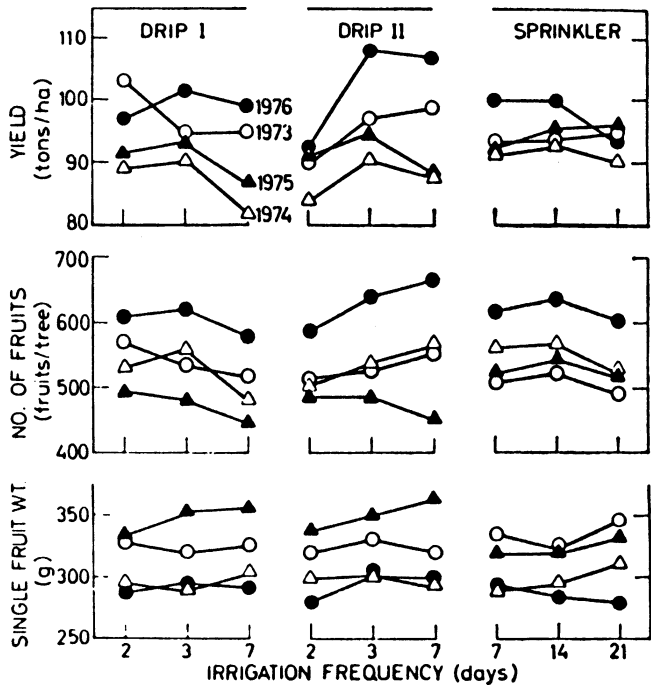 DRIP I
DRIP II
SPRINKLER
YIELD
(tons/ha)
110
100
90
80
1976
1973
1975
1974
NO. OF FRUITS
(fruits/tree)
700
600
500
400
SINGLE FRUIT WT.
(g)
350
300
250
2 3 7
2 3 7
7 14 21
IRRIGATION FREQUENCY (days)